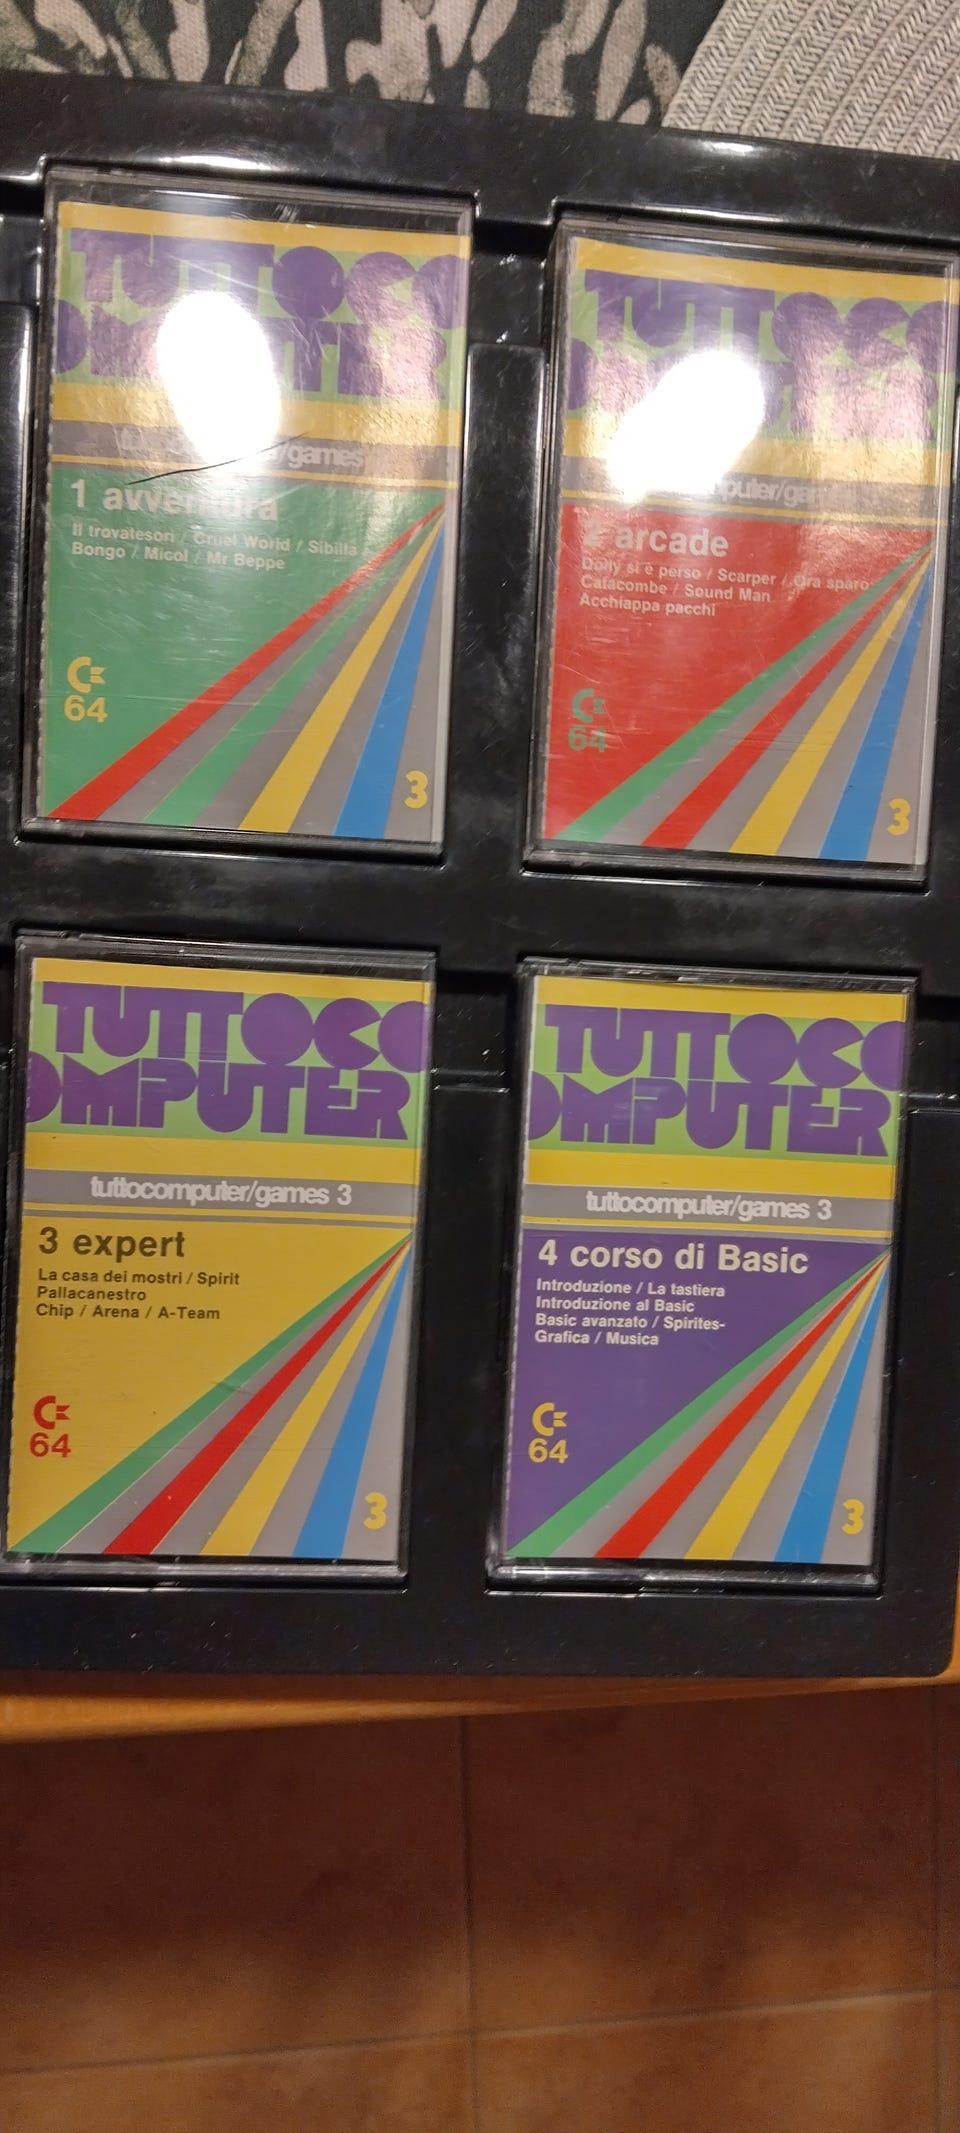 TUTTOCO
OMPUTER
/games
1 avventura
Il trovatesori / Cruel World / Sibilla
Bongo / Micol / Mr Beppe
C=
64
3
TUTTOCO
OMPUTER
computer/games
2 arcade
Dolly si è perso / Scarper / Ora sparo
Catacombe / Sound Man
Acchiappa pacchi
C=
64
3
TUTTOCO
OMPUTER
tuttocomputer/games 3
3 expert
La casa dei mostri / Spirit
Pallacanestro
Chip / Arena / A-Team
C=
64
3
TUTTOCO
OMPUTER
tuttocomputer/games 3
4 corso di Basic
Introduzione / La tastiera
Introduzione al Basic
Basic avanzato / Spirites-
Grafica / Musica
C=
64
3